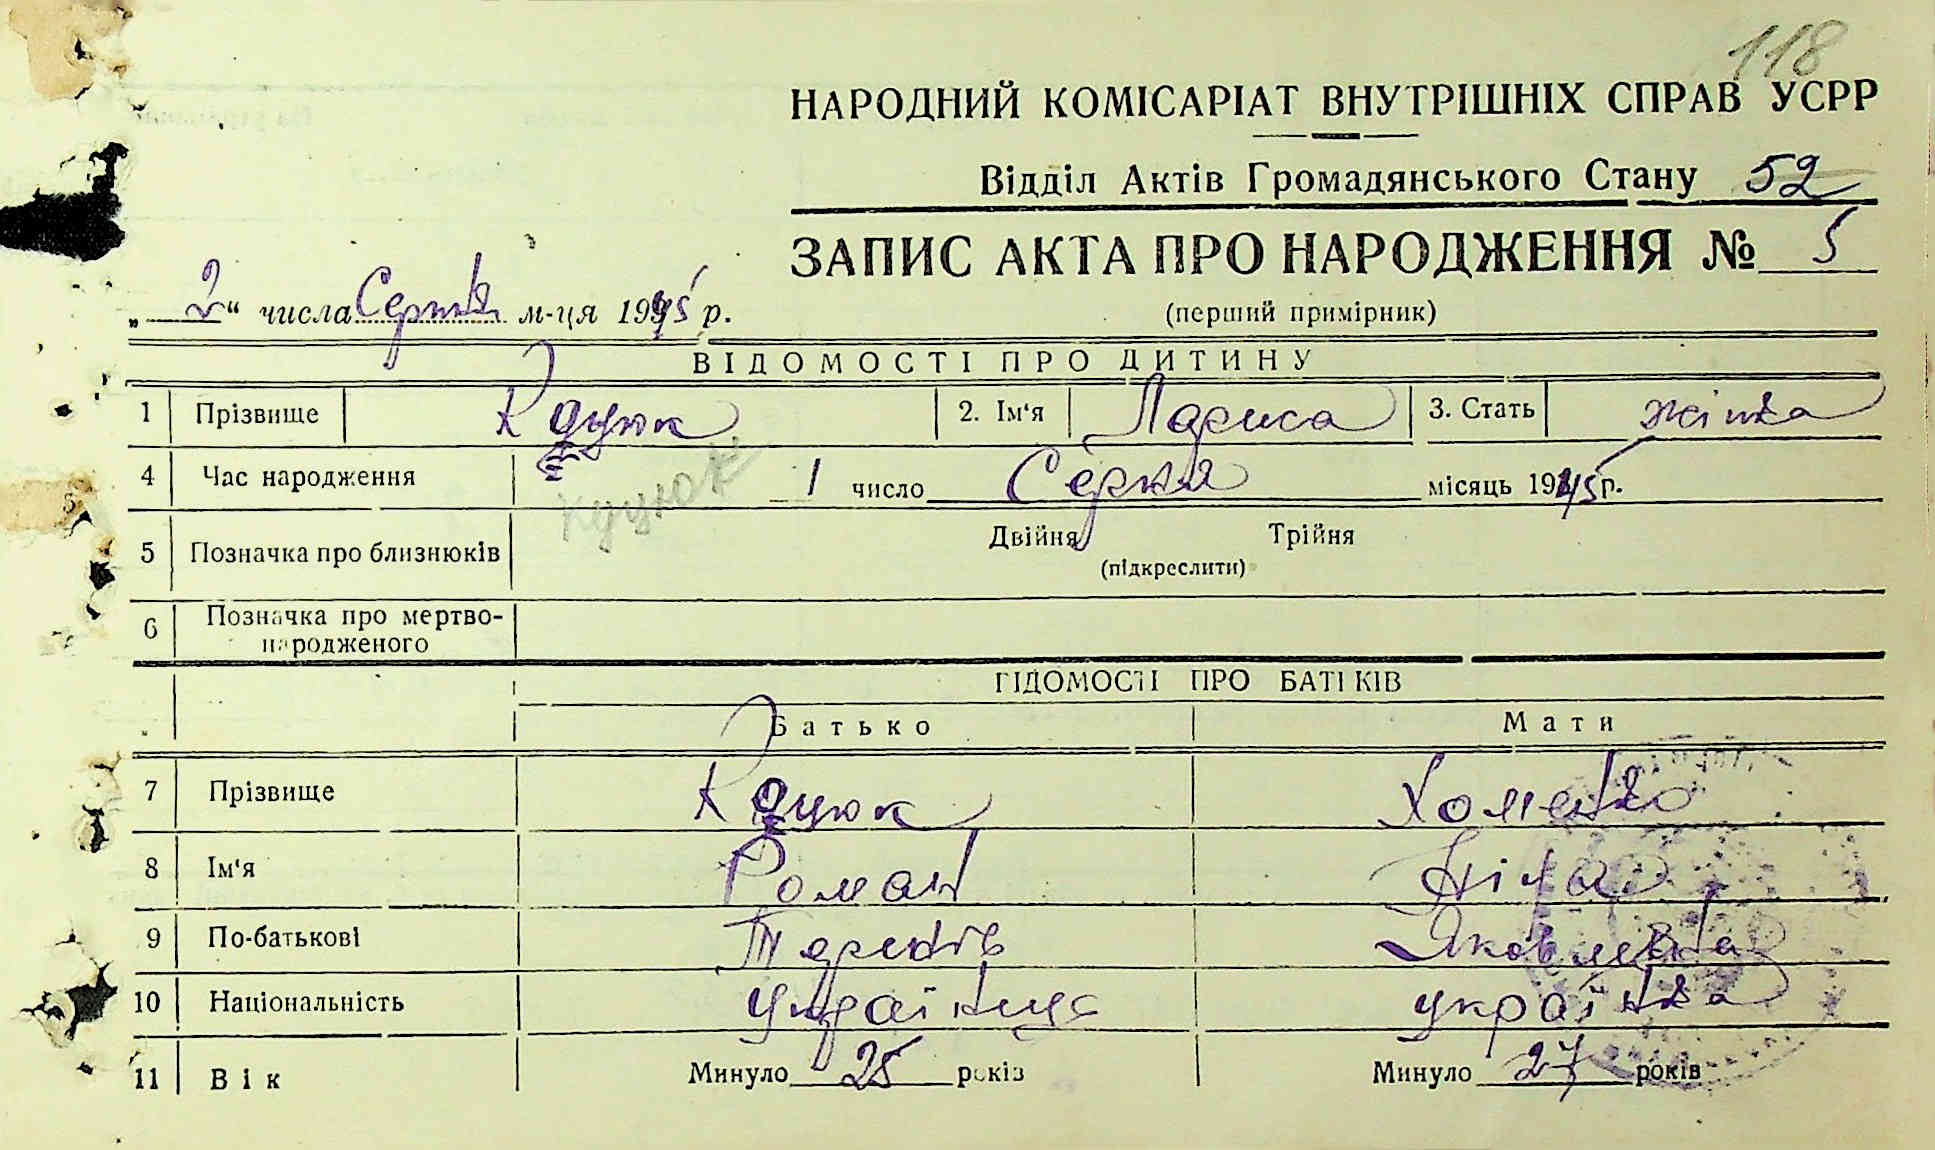 118
НАРОДНИЙ КОМІСАРІАТ ВНУТРІШНІХ СПРАВ УСРР
Відділ Актів Громадянського Стану 52
ЗАПИС АКТА ПРО НАРОДЖЕННЯ № 5
„ 2 “ числа Серпня м-ця 1945 р.
(перший примірник)
ВІДОМОСТІ ПРО ДИТИНУ
1 Прізвище Куцюк 2. Ім'я Лариса 3. Стать жінка
4 Час народження 1 число Серпня місяць 1945 р.
Куцюк
5 Позначка про близнюків Двійня Трійня
(підкреслити)
6 Позначка про мертво-
народженого
ВІДОМОСТІ ПРО БАТЬКІВ
Батько Мати
7 Прізвище Куцюк Хоменко
8 Ім'я Роман Ніна
9 По-батькові Яковлевна
10 Національність українець українка
11 Вік Минуло 25 років Минуло 27 років